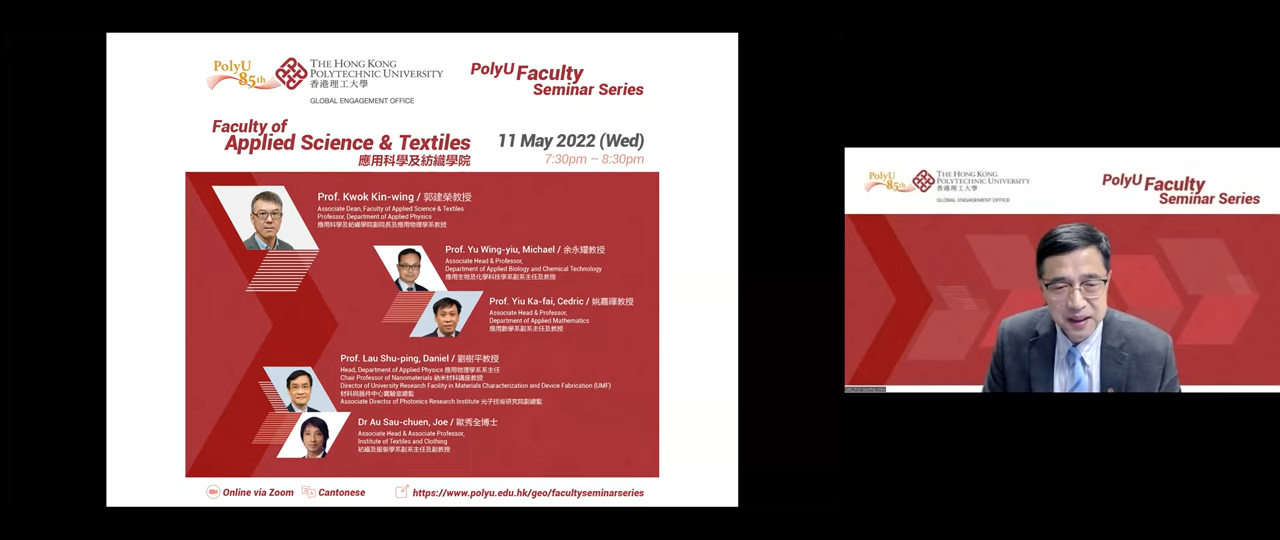 PolyU 85th
THE HONG KONG
POLYTECHNIC UNIVERSITY
香港理工大學
GLOBAL ENGAGEMENT OFFICE
PolyU Faculty
Seminar Series
Faculty of
Applied Science & Textiles
應用科學及紡織學院
11 May 2022 (Wed)
7:30pm – 8:30pm
Prof. Kwok Kin-wing / 郭建榮教授
Associate Dean, Faculty of Applied Science & Textiles
Professor, Department of Applied Physics
應用科學及紡織學院副院長及應用物理學系教授
Prof. Yu Wing-yiu, Michael / 余永耀教授
Associate Head & Professor,
Department of Applied Biology and Chemical Technology
應用生物及化學科技學系副系主任及教授
Prof. Yiu Ka-fai, Cedric / 姚嘉暉教授
Associate Head & Professor,
Department of Applied Mathematics
應用數學系副系主任及教授
Prof. Lau Shu-ping, Daniel / 劉樹平教授
Head, Department of Applied Physics 應用物理學系系主任
Chair Professor of Nanomaterials 納米材料講座教授
Director of University Research Facility in Materials Characterization and Device Fabrication (UMF)
材料與器件中心實驗室總監
Associate Director of Photonics Research Institute 光子技術研究院副總監
Dr Au Sau-chuen, Joe / 歐秀全博士
Associate Head & Associate Professor,
Institute of Textiles and Clothing
紡織及服裝學系副系主任及副教授
Online via Zoom
Cantonese
https://www.polyu.edu.hk/geo/facultyseminarseries
PolyU 85th
THE HONG KONG
POLYTECHNIC UNIVERSITY
香港理工大學
GLOBAL ENGAGEMENT OFFICE
PolyU Faculty
Seminar Series